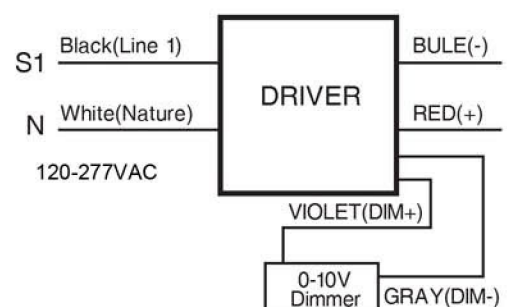 S1 Black(Line 1)
BULE(-)
DRIVER
N White(Nature)
RED(+)
120-277VAC
VIOLET(DIM+)
0-10V
Dimmer
GRAY(DIM-)